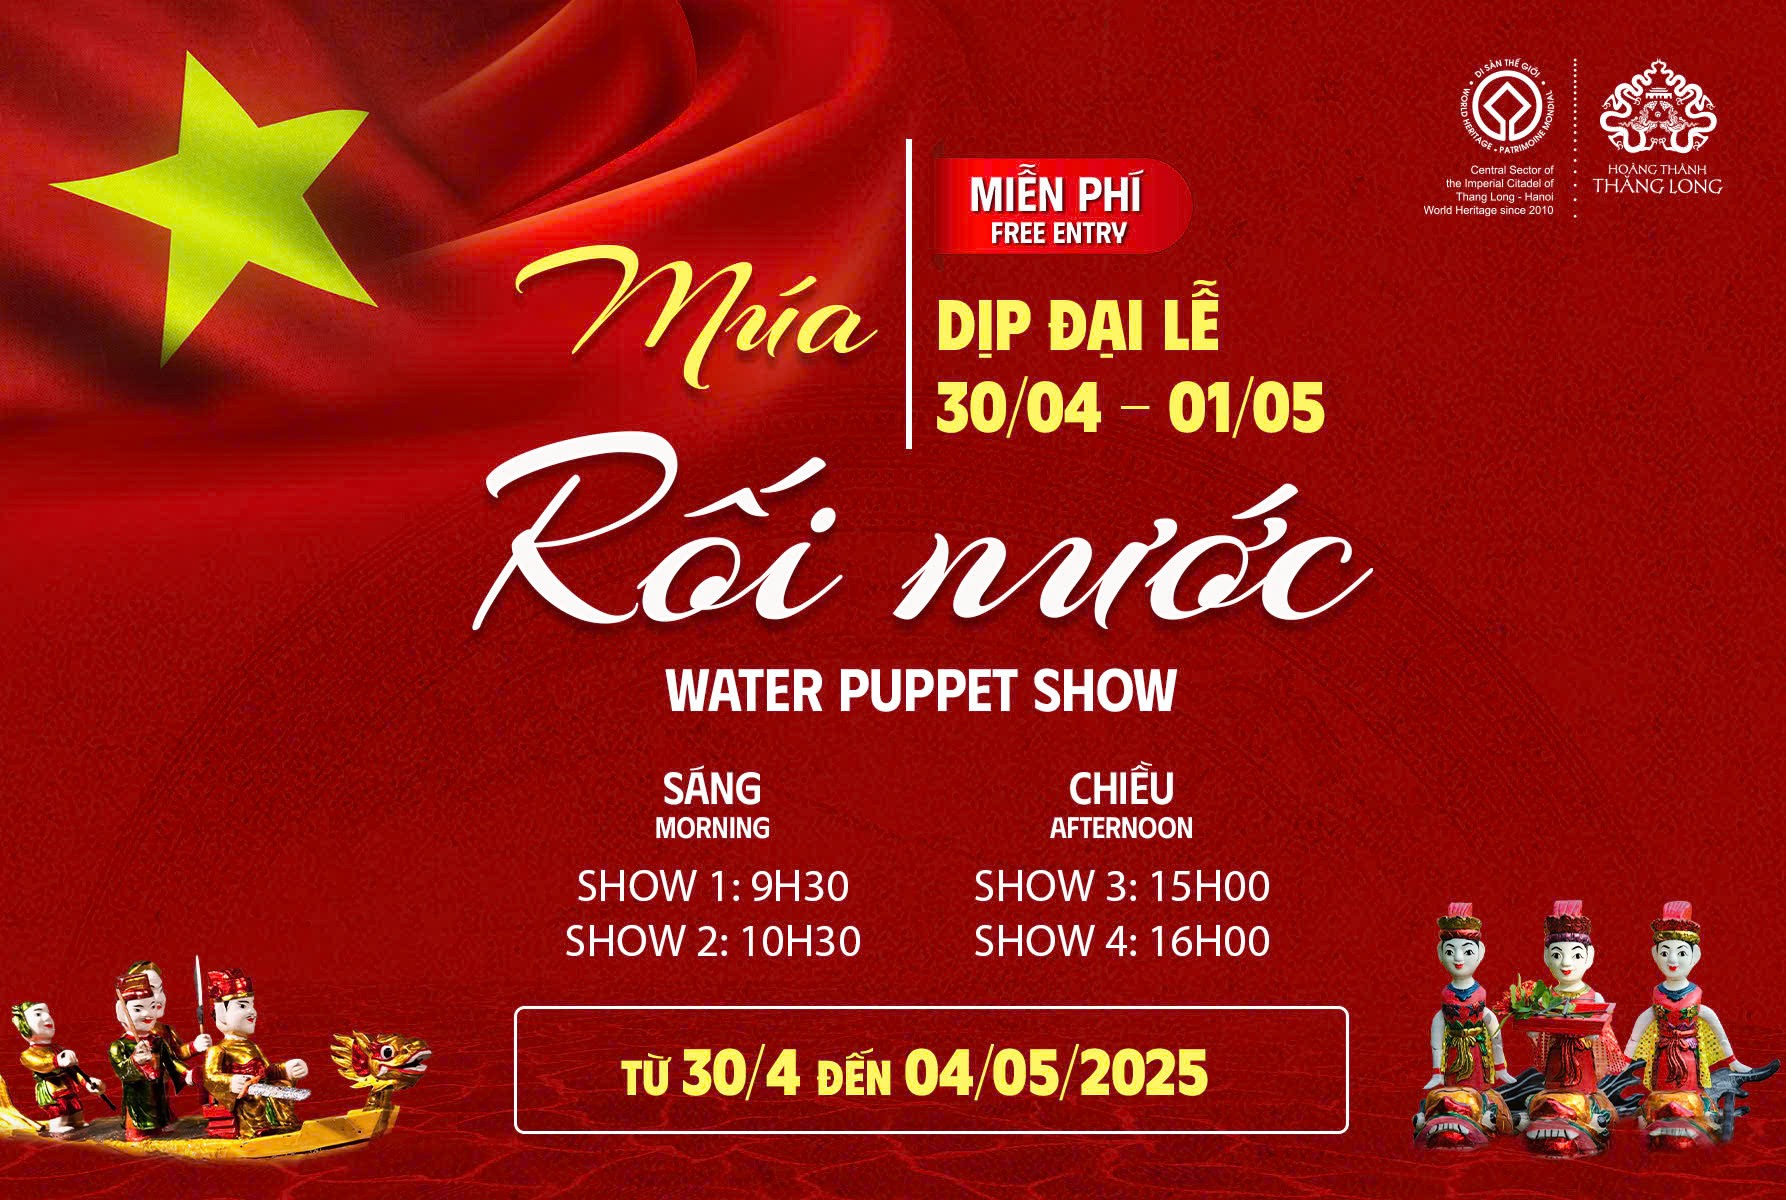 DI SẢN THẾ GIỚI
WORLD HERITAGE • PATRIMOINE MONDIAL
Central Sector of
the Imperial Citadel of
Thang Long - Hanoi
World Heritage since 2010
HOÀNG THÀNH
THĂNG LONG
MIỄN PHÍ
FREE ENTRY
DỊP ĐẠI LỄ
30/04 – 01/05
Múa
Rối nước
WATER PUPPET SHOW
SÁNG
MORNING
SHOW 1: 9H30
SHOW 2: 10H30
CHIỀU
AFTERNOON
SHOW 3: 15H00
SHOW 4: 16H00
TỪ 30/4 ĐẾN 04/05/2025